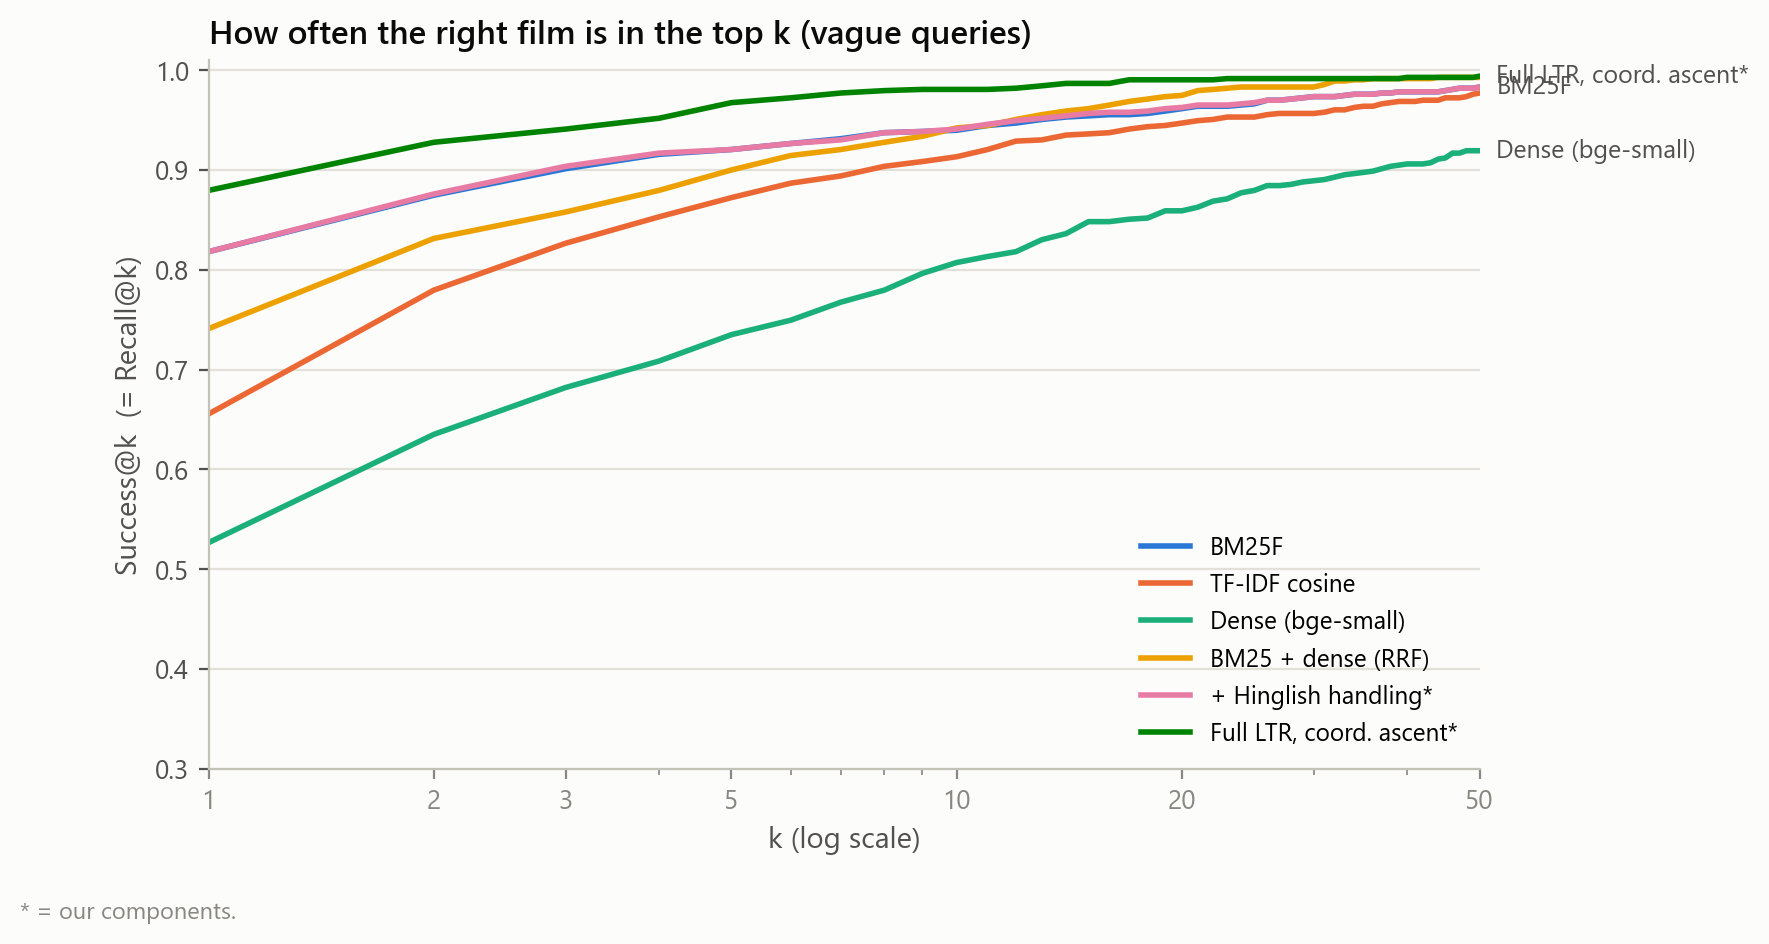 How often the right film is in the top k (vague queries)
Success@k (= Recall@k)
1.0
0.9
0.8
0.7
0.6
0.5
0.4
0.3
1 2 3 5 10 20 50
k (log scale)
Full LTR, coord. ascent*
BM25F
Dense (bge-small)
BM25F
TF-IDF cosine
Dense (bge-small)
BM25 + dense (RRF)
+ Hinglish handling*
Full LTR, coord. ascent*
* = our components.